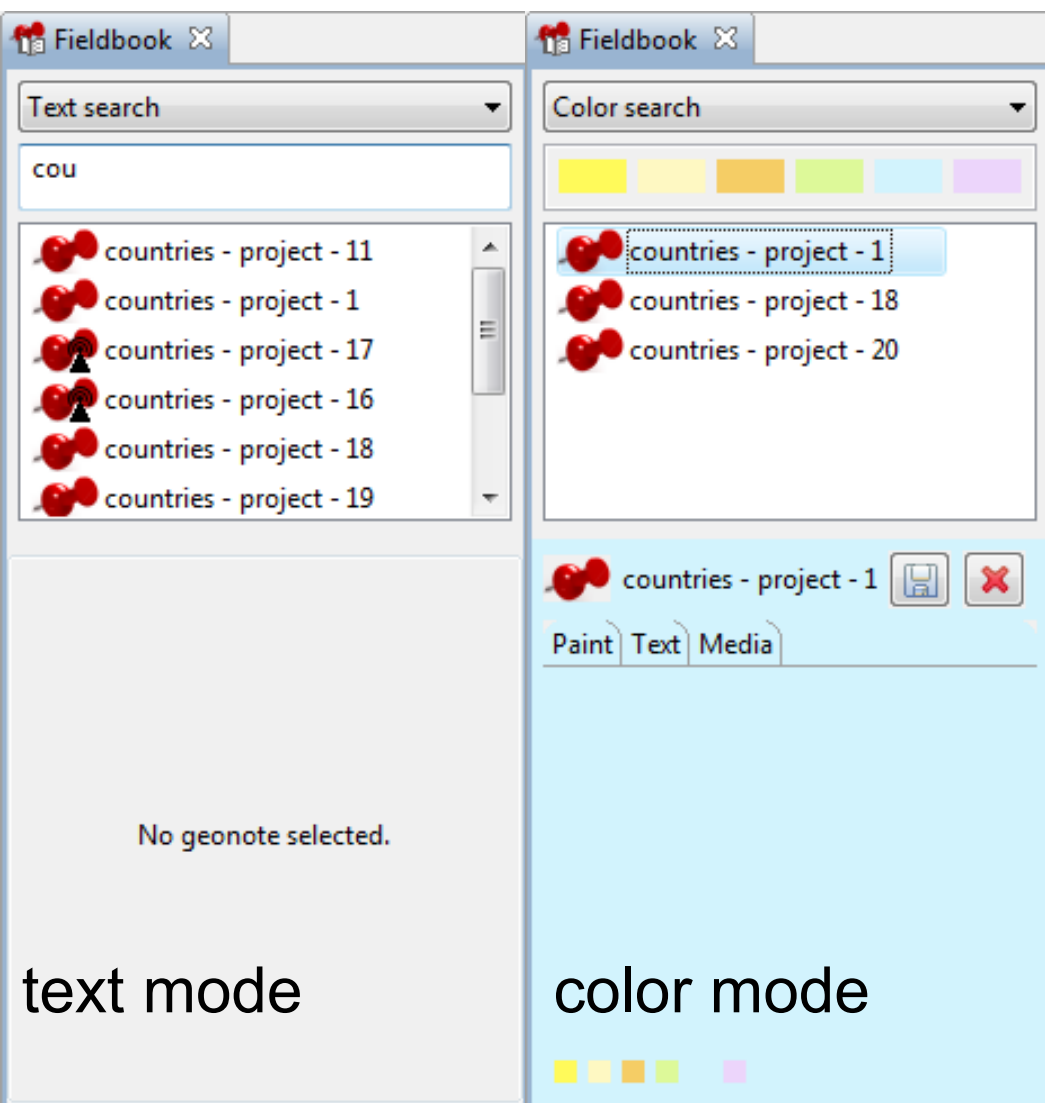 Fieldbook
Text search
cou
countries - project - 11
countries - project - 1
countries - project - 17
countries - project - 16
countries - project - 18
countries - project - 19
No geonote selected.
text mode
Fieldbook
Color search
countries - project - 1
countries - project - 18
countries - project - 20
countries - project - 1
Paint Text Media
color mode